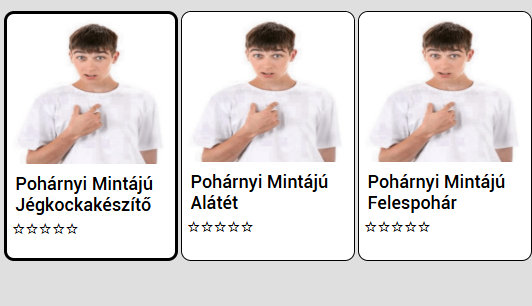 Pohárnyi Mintájú
Jégkockakészítő
Pohárnyi Mintájú
Alátét
Pohárnyi Mintájú
Felespohár